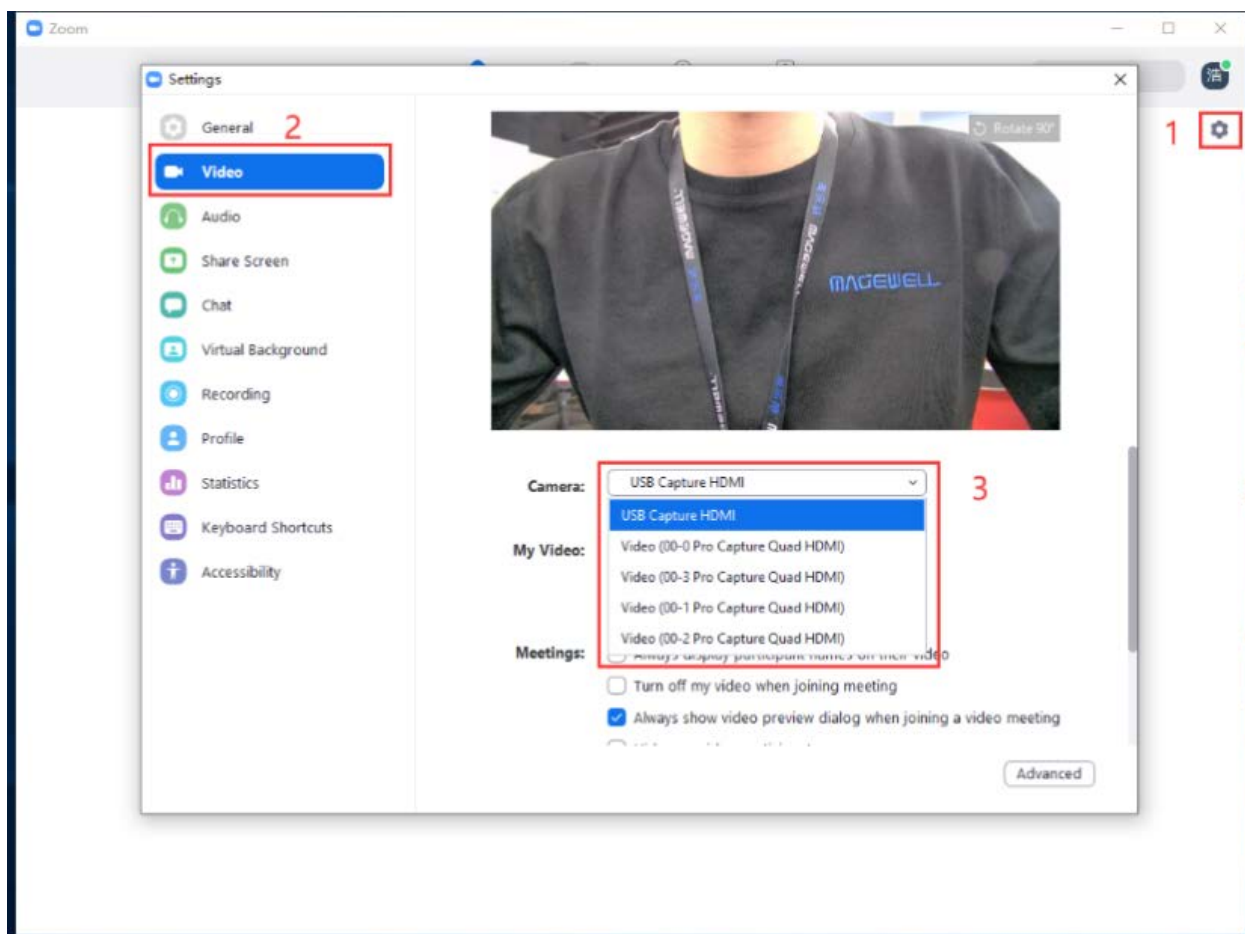 Zoom
浩
Settings
1
General
2
Rotate 90°
Video
Audio
Share Screen
Chat
Virtual Background
Recording
Profile
Statistics
Keyboard Shortcuts
Accessibility
MAGEWELL
MAGEWELL
Camera:
USB Capture HDMI
3
USB Capture HDMI
My Video:
Video (00-0 Pro Capture Quad HDMI)
Video (00-3 Pro Capture Quad HDMI)
Video (00-1 Pro Capture Quad HDMI)
Video (00-2 Pro Capture Quad HDMI)
Meetings:
Always display participant names on their video
Turn off my video when joining meeting
Always show video preview dialog when joining a video meeting
Advanced